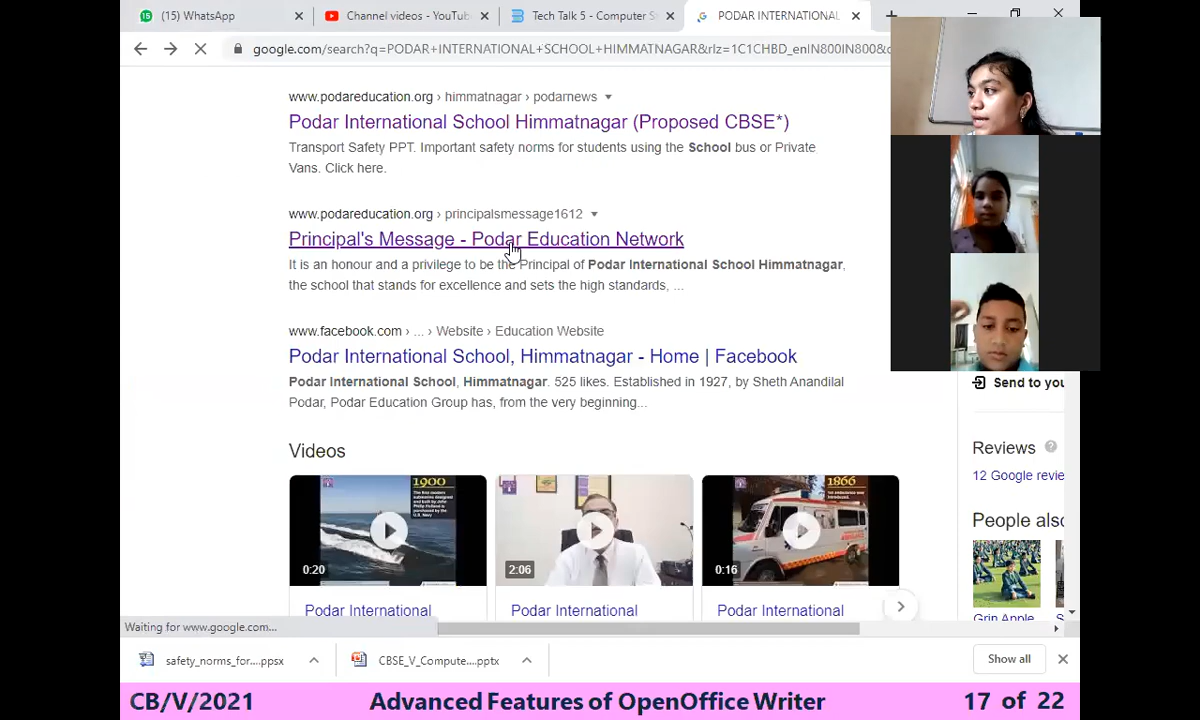 (15) WhatsApp
Channel videos - YouTub
Tech Talk 5 - Computer S
PODAR INTERNATIONAL
google.com/search?q=PODAR+INTERNATIONAL+SCHOOL+HIMMATNAGAR&rlz=1C1CHBD_enIN800IN800&
www.podareducation.org › himmatnagar › podarnews
Podar International School Himmatnagar (Proposed CBSE*)
Transport Safety PPT. Important safety norms for students using the School bus or Private
Vans. Click here.
www.podareducation.org › principalsmessage1612
Principal's Message - Podar Education Network
It is an honour and a privilege to be the Principal of Podar International School Himmatnagar,
the school that stands for excellence and sets the high standards, ...
www.facebook.com › ... › Website › Education Website
Podar International School, Himmatnagar - Home | Facebook
Podar International School, Himmatnagar. 525 likes. Established in 1927, by Sheth Anandilal
Podar, Podar Education Group has, from the very beginning...
Send to you
Reviews
12 Google revie
People also
Grin Apple
Videos
1900
0:20
2:06
1866
0:16
Podar International
Podar International
Podar International
Waiting for www.google.com...
safety_norms_for....ppsx
CBSE_V_Compute....pptx
Show all
CB/V/2021
Advanced Features of OpenOffice Writer
17 of 22